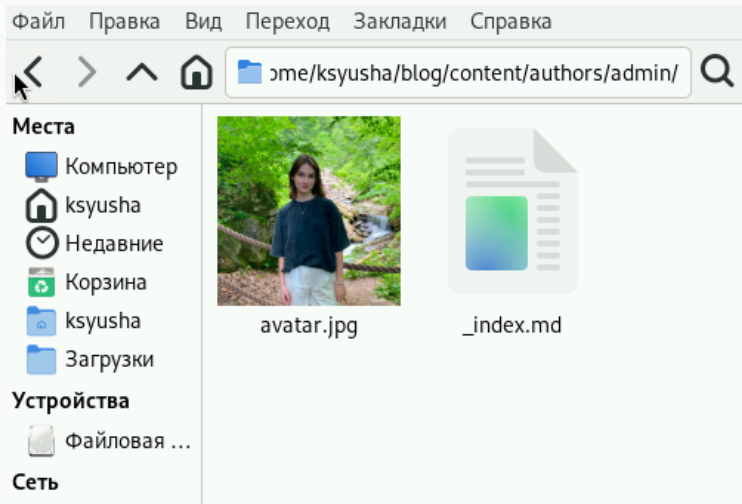 Файл Правка Вид Переход Закладки Справка
ome/ksyusha/blog/content/authors/admin/
Места
Компьютер
ksyusha
Недавние
Корзина
ksyusha
Загрузки
Устройства
Файловая ...
Сеть
avatar.jpg
_index.md